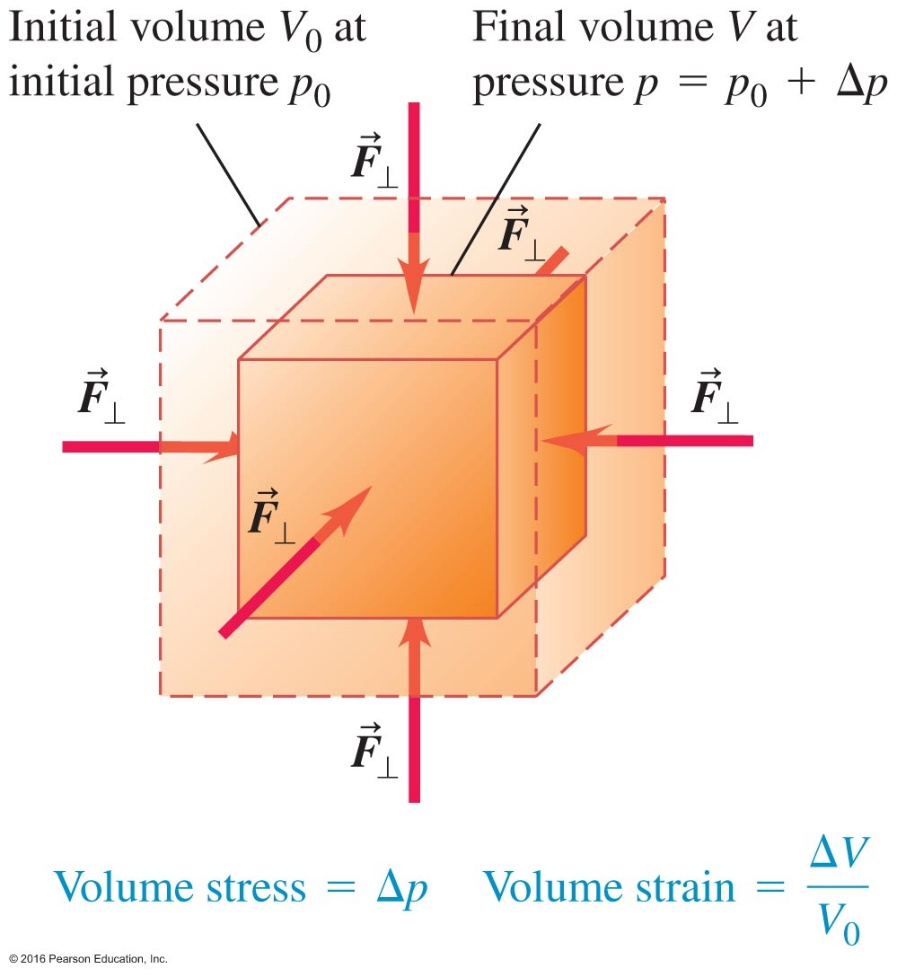 Initial volume V₀ at
initial pressure p₀
Final volume V at
pressure p = p₀ + Δp
F⃗⊥
F⃗⊥
F⃗⊥
F⃗⊥
F⃗⊥
F⃗⊥
Volume stress = Δp
Volume strain = ΔV/V₀
© 2016 Pearson Education, Inc.